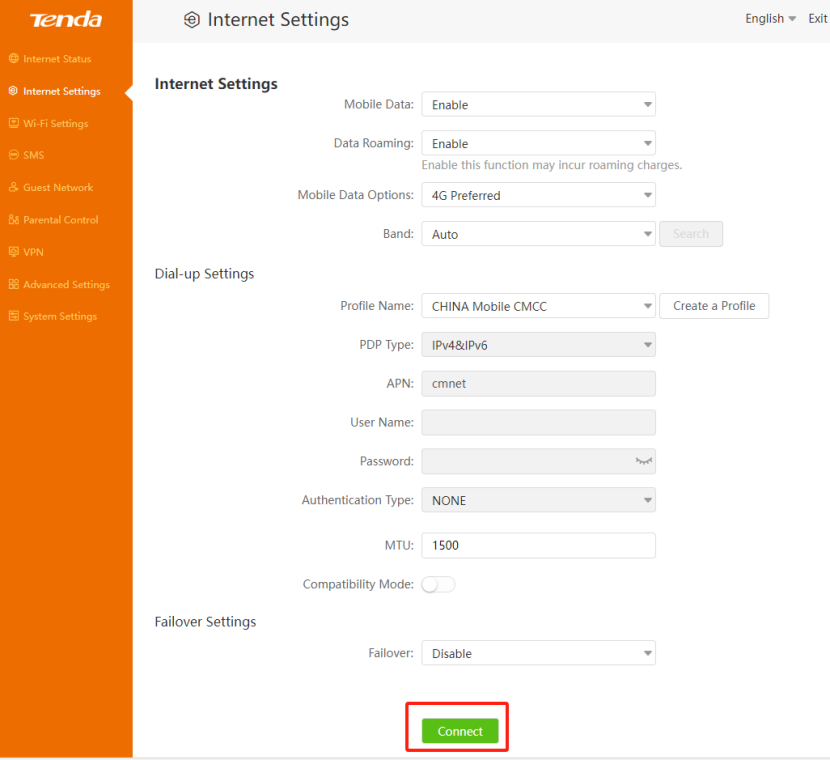 Tenda
Internet Settings
English
Exit
Internet Status
Internet Settings
Wi-Fi Settings
SMS
Guest Network
Parental Control
VPN
Advanced Settings
System Settings
Internet Settings
Mobile Data: Enable
Data Roaming: Enable
Enable this function may incur roaming charges.
Mobile Data Options: 4G Preferred
Band: Auto Search
Dial-up Settings
Profile Name: CHINA Mobile CMCC Create a Profile
PDP Type: IPv4&IPv6
APN: cmnet
User Name:
Password:
Authentication Type: NONE
MTU: 1500
Compatibility Mode:
Failover Settings
Failover: Disable
Connect